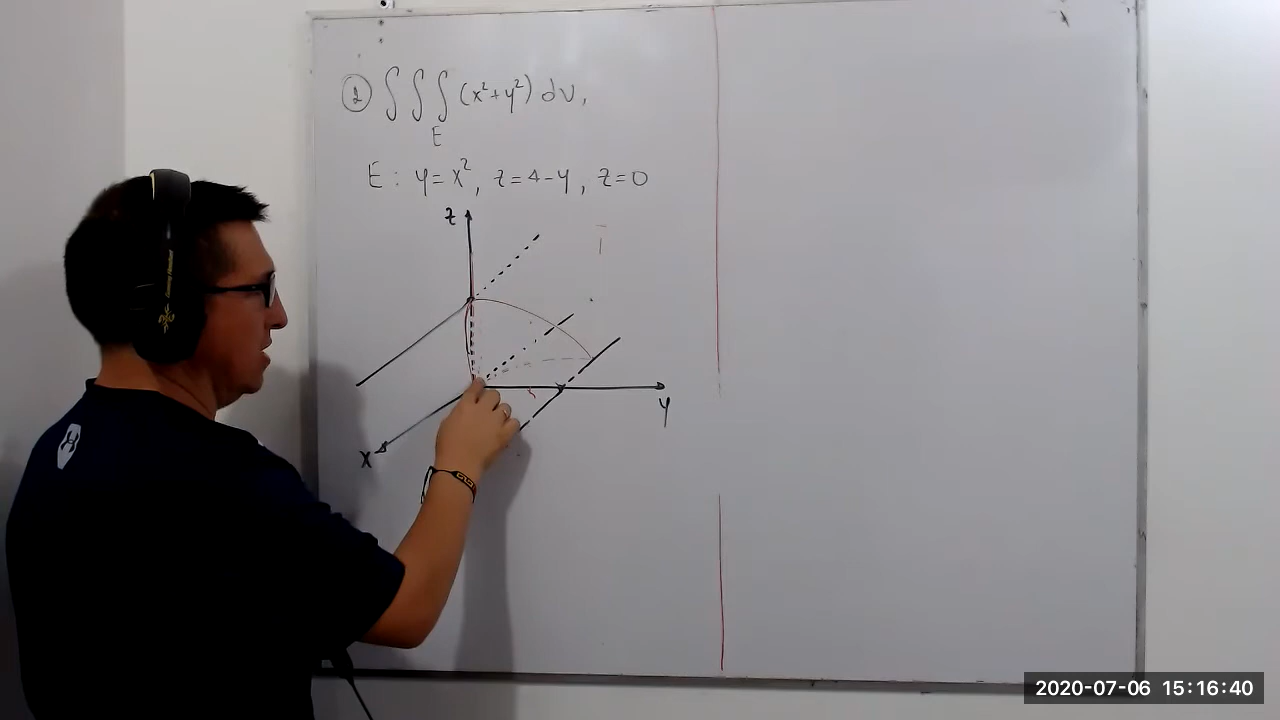 ② ∫∫∫ (x²+y²) dv,
E
E : y=x², z=4-y, z=0
z
y
x
2020-07-06 15:16:40